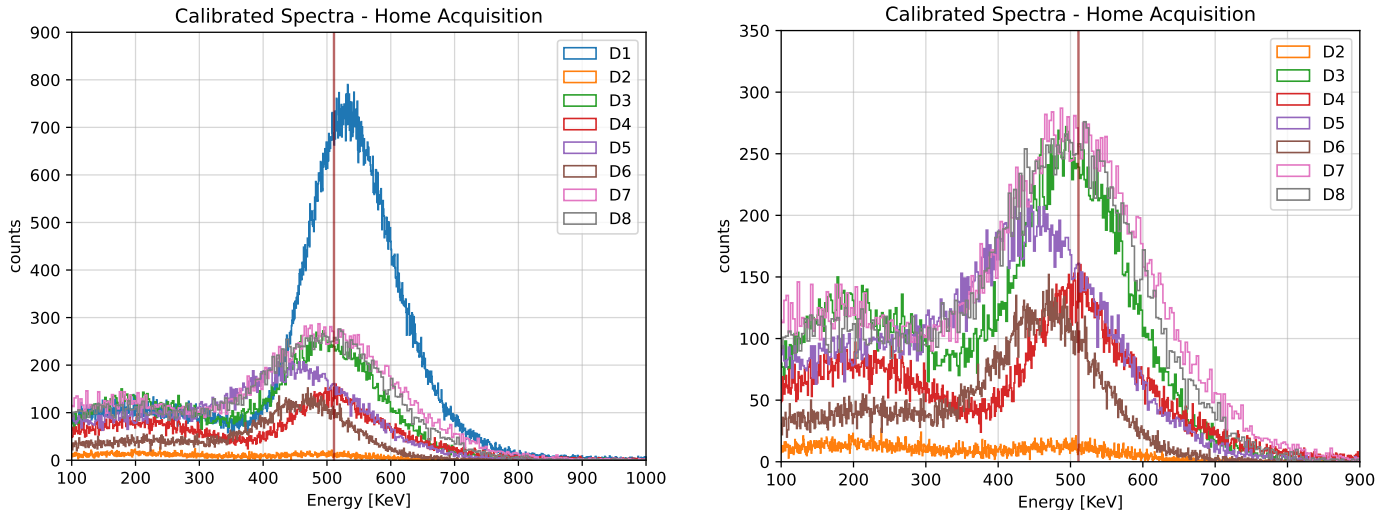 Calibrated Spectra - Home Acquisition
900
800
700
600
500
400
300
200
100
0
counts
100 200 300 400 500 600 700 800 900 1000
Energy [KeV]
D1
D2
D3
D4
D5
D6
D7
D8
Calibrated Spectra - Home Acquisition
350
300
250
200
150
100
50
0
counts
100 200 300 400 500 600 700 800 900
Energy [KeV]
D2
D3
D4
D5
D6
D7
D8